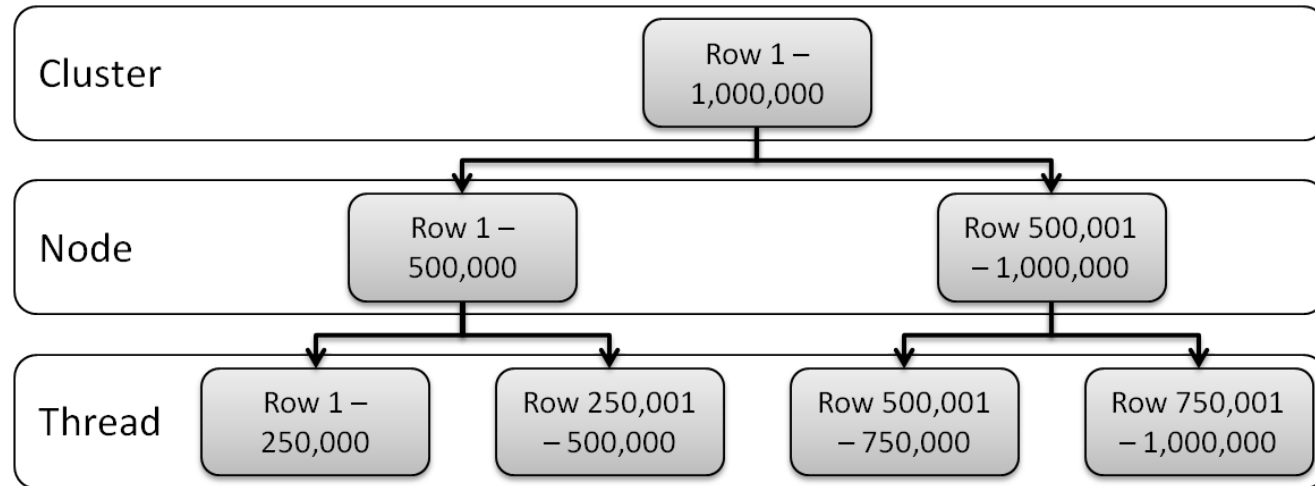 Cluster
Row 1 –
1,000,000
Node
Row 1 –
500,000
Row 500,001
– 1,000,000
Thread
Row 1 –
250,000
Row 250,001
– 500,000
Row 500,001
– 750,000
Row 750,001
– 1,000,000